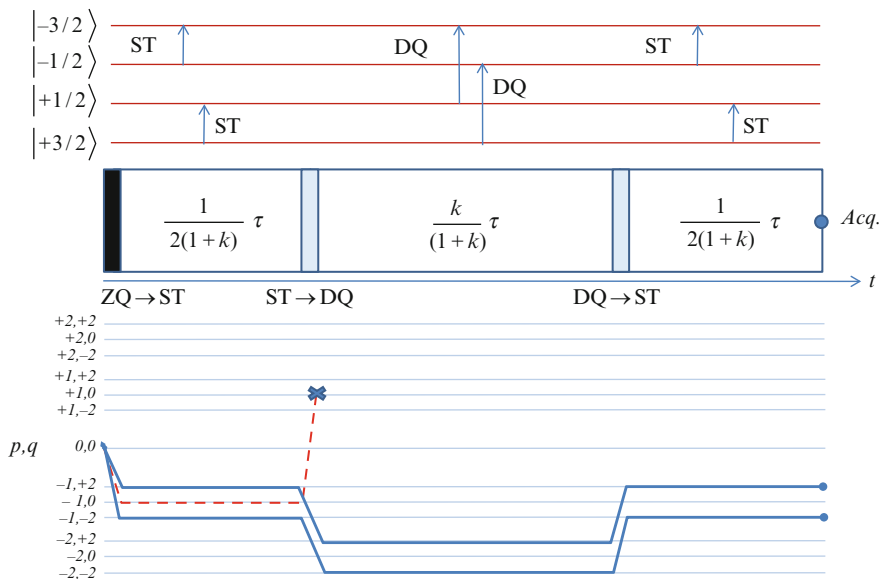 |–3/2⟩
ST DQ ST
|–1/2⟩
DQ
|+1/2⟩
ST ST
|+3/2⟩
1/2(1+k) τ k/(1+k) τ 1/2(1+k) τ Acq.
t
ZQ→ST ST→DQ DQ→ST
+2,+2
+2,0
+2,–2
+1,+2
+1,0
+1,–2
p,q 0,0
–1,+2
–1,0
–1,–2
–2,+2
–2,0
–2,–2